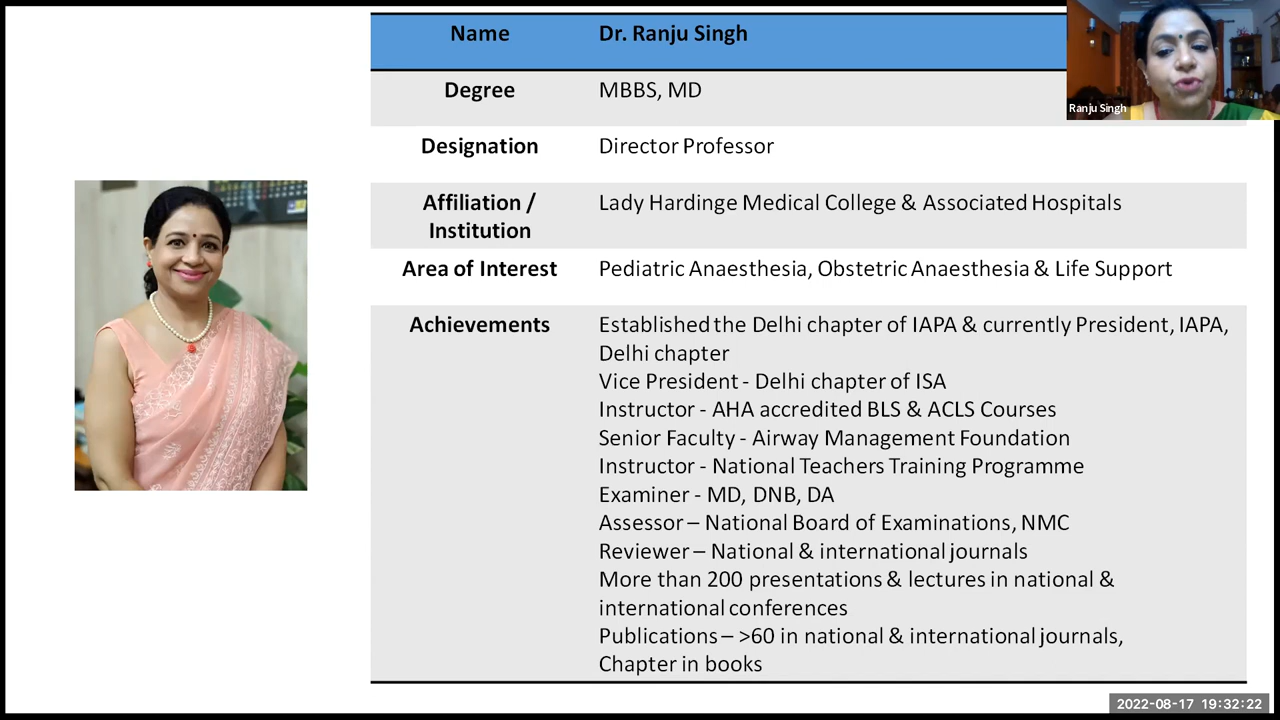 Name Dr. Ranju Singh
Degree MBBS, MD
Designation Director Professor
Affiliation / Lady Hardinge Medical College & Associated Hospitals
Institution
Area of Interest Pediatric Anaesthesia, Obstetric Anaesthesia & Life Support
Achievements Established the Delhi chapter of IAPA & currently President, IAPA,
Delhi chapter
Vice President - Delhi chapter of ISA
Instructor - AHA accredited BLS & ACLS Courses
Senior Faculty - Airway Management Foundation
Instructor - National Teachers Training Programme
Examiner - MD, DNB, DA
Assessor – National Board of Examinations, NMC
Reviewer – National & international journals
More than 200 presentations & lectures in national &
international conferences
Publications – >60 in national & international journals,
Chapter in books
Ranju Singh
2022-08-17 19:32:22